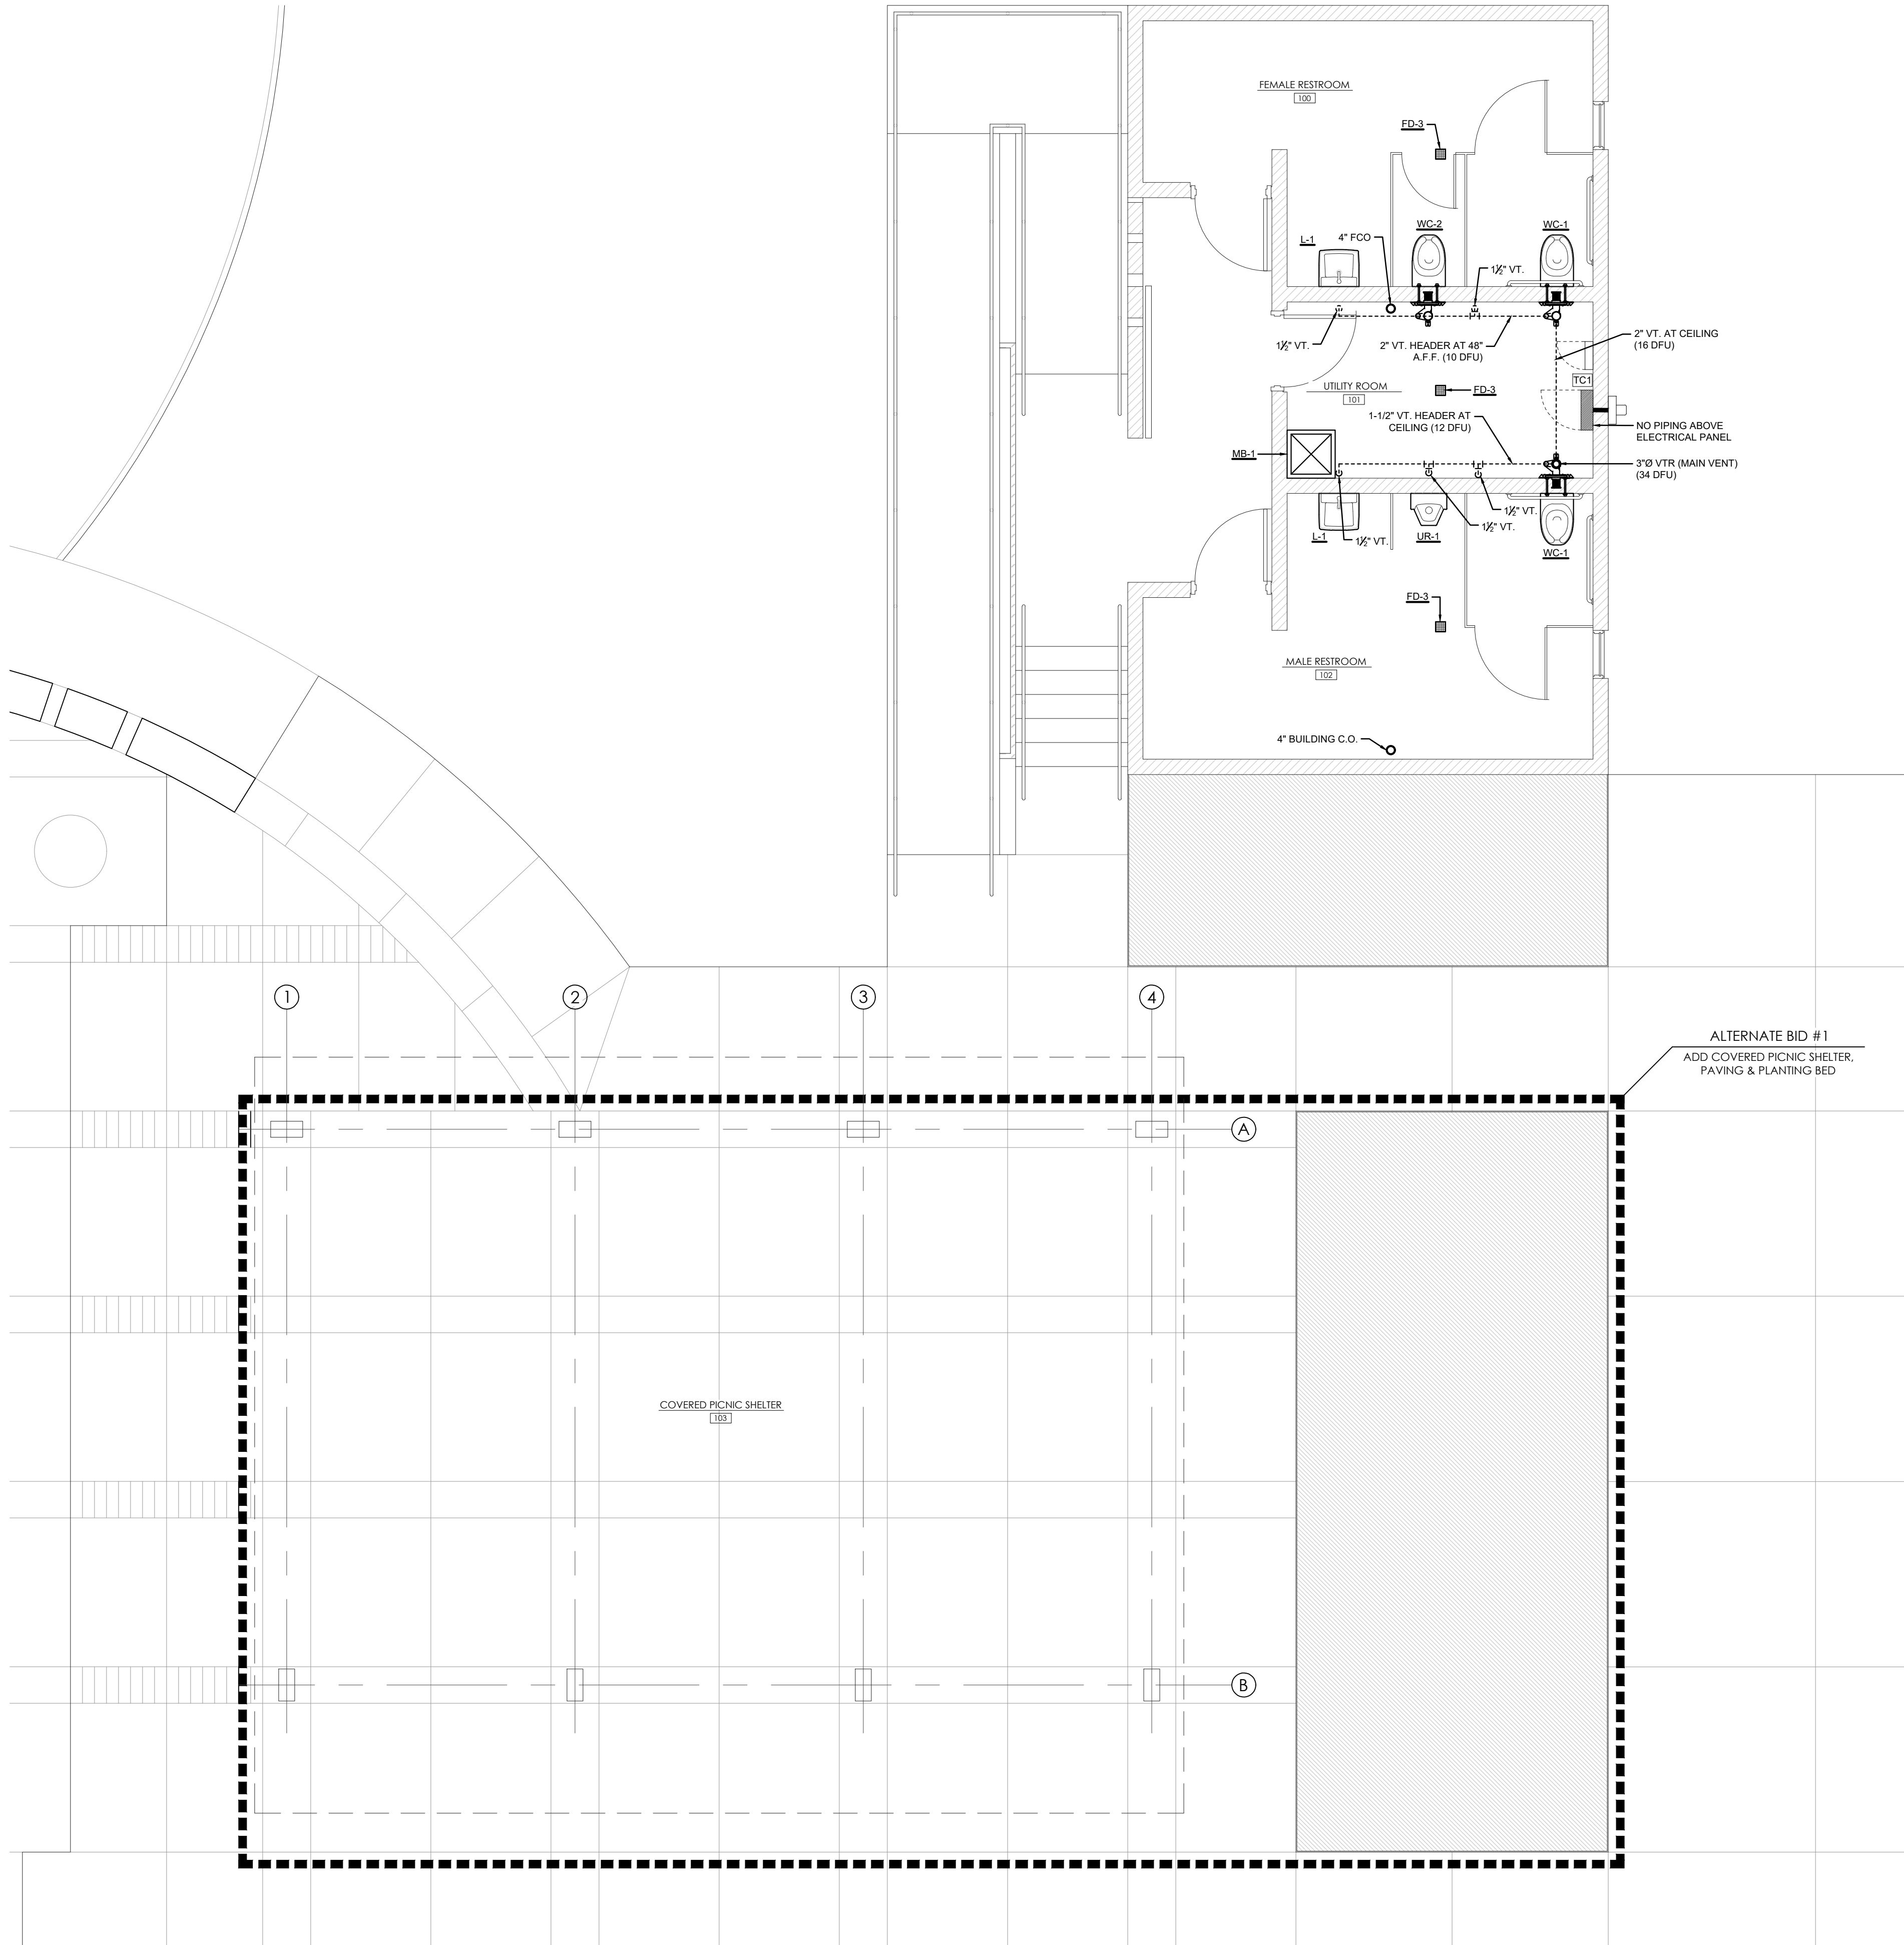 FEMALE RESTROOM
100
FD-3
WC-2
WC-1
L-1
4" FCO
1½" VT.
1½" VT.
2" VT. HEADER AT 48"
A.F.F. (10 DFU)
2" VT. AT CEILING
(16 DFU)
TC1
UTILITY ROOM
101
FD-3
1-1/2" VT. HEADER AT
CEILING (12 DFU)
NO PIPING ABOVE
ELECTRICAL PANEL
MB-1
3"Ø VTR (MAIN VENT)
(34 DFU)
1½" VT.
1½" VT.
L-1
1½" VT.
UR-1
WC-1
FD-3
MALE RESTROOM
102
4" BUILDING C.O.
1
2
3
4
ALTERNATE BID #1
ADD COVERED PICNIC SHELTER,
PAVING & PLANTING BED
A
COVERED PICNIC SHELTER
103
B